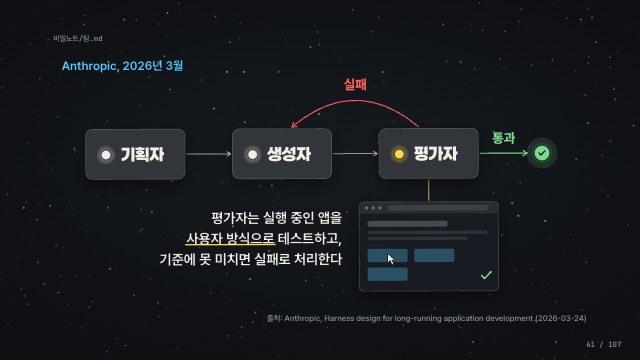 비밀노트/팀.md
Anthropic, 2026년 3월
실패
기획자
생성자
평가자
통과
평가자는 실행 중인 앱을
사용자 방식으로 테스트하고,
기준에 못 미치면 실패로 처리한다
출처: Anthropic, Harness design for long-running application development (2026-03-24)
61 / 107